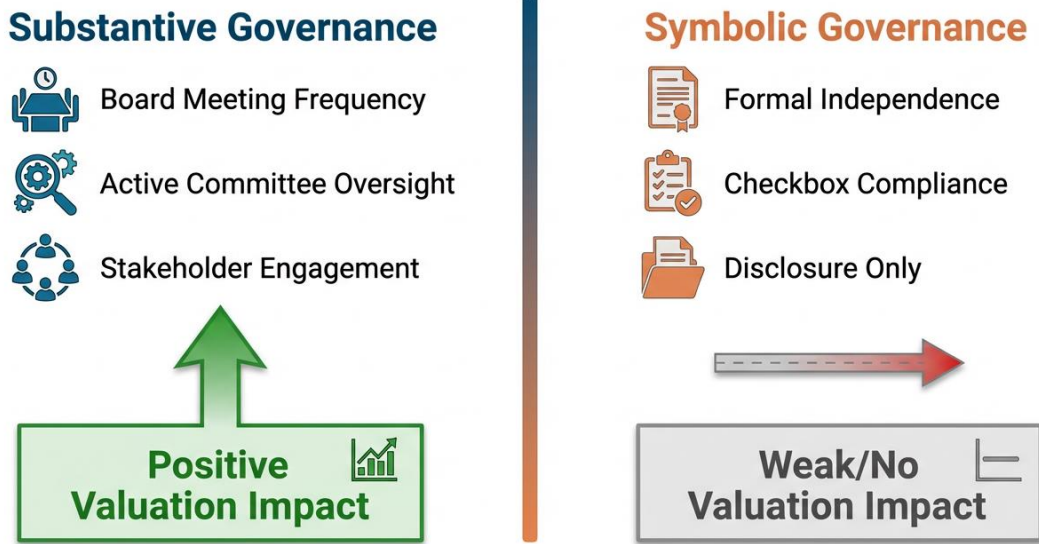 Substantive Governance
Board Meeting Frequency
Active Committee Oversight
Stakeholder Engagement
Positive
Valuation Impact
Symbolic Governance
Formal Independence
Checkbox Compliance
Disclosure Only
Weak/No
Valuation Impact